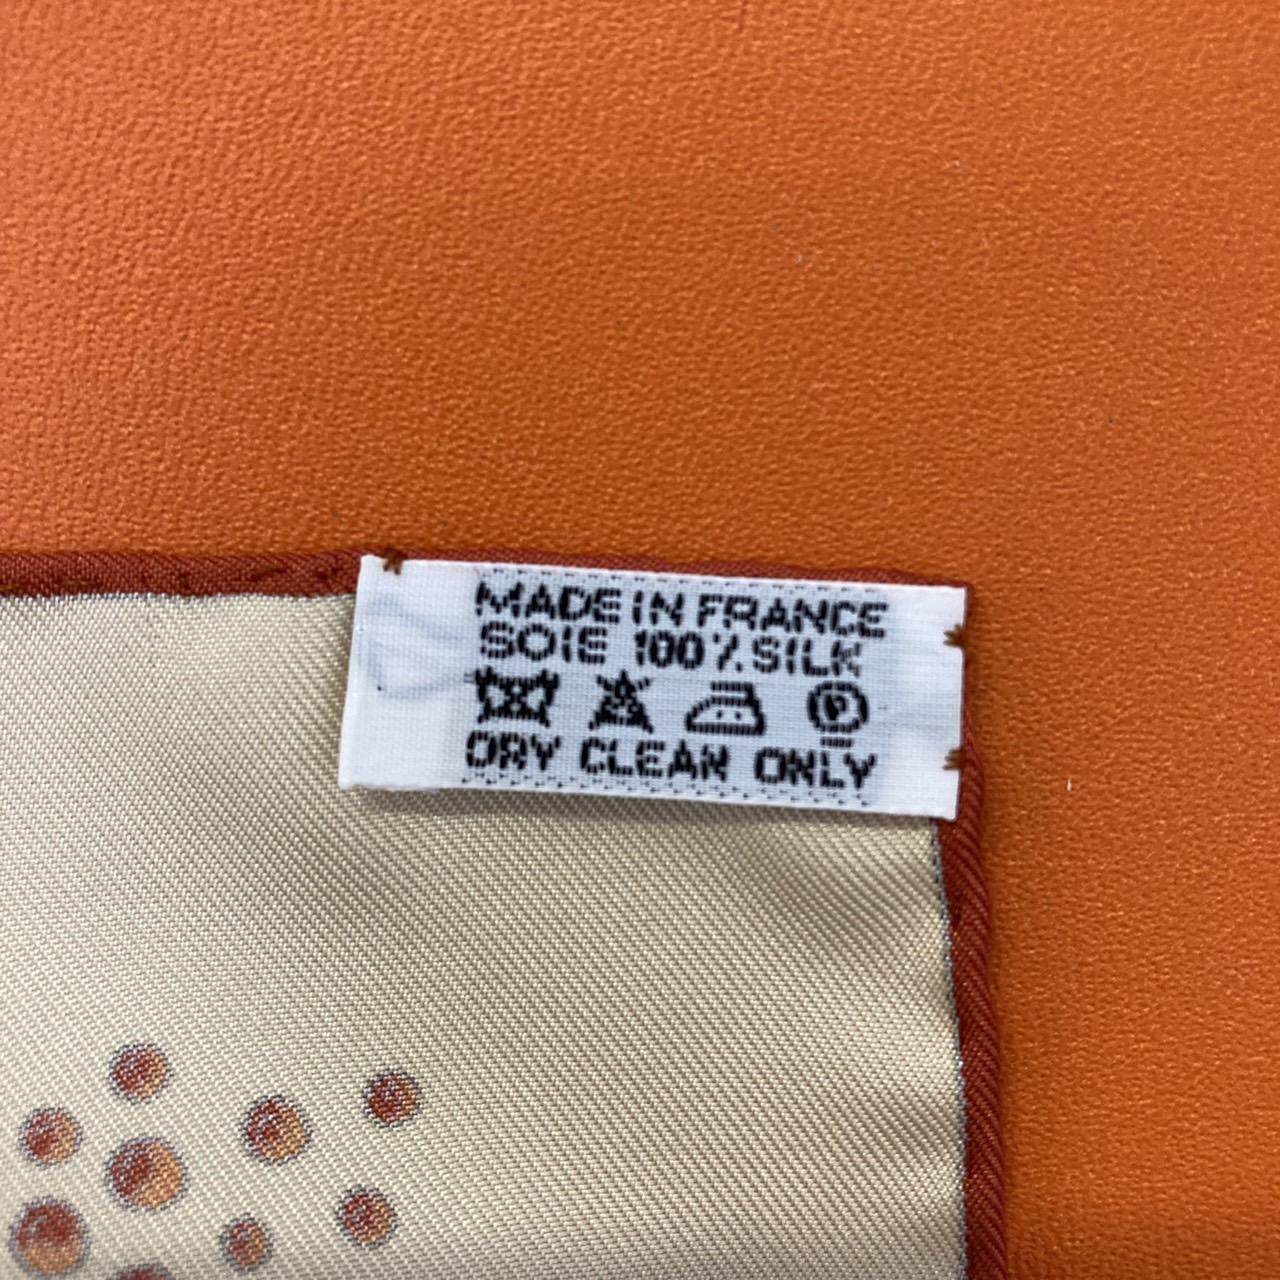 MADE IN FRANCE
SOIE 100% SILK
P
DRY CLEAN ONLY